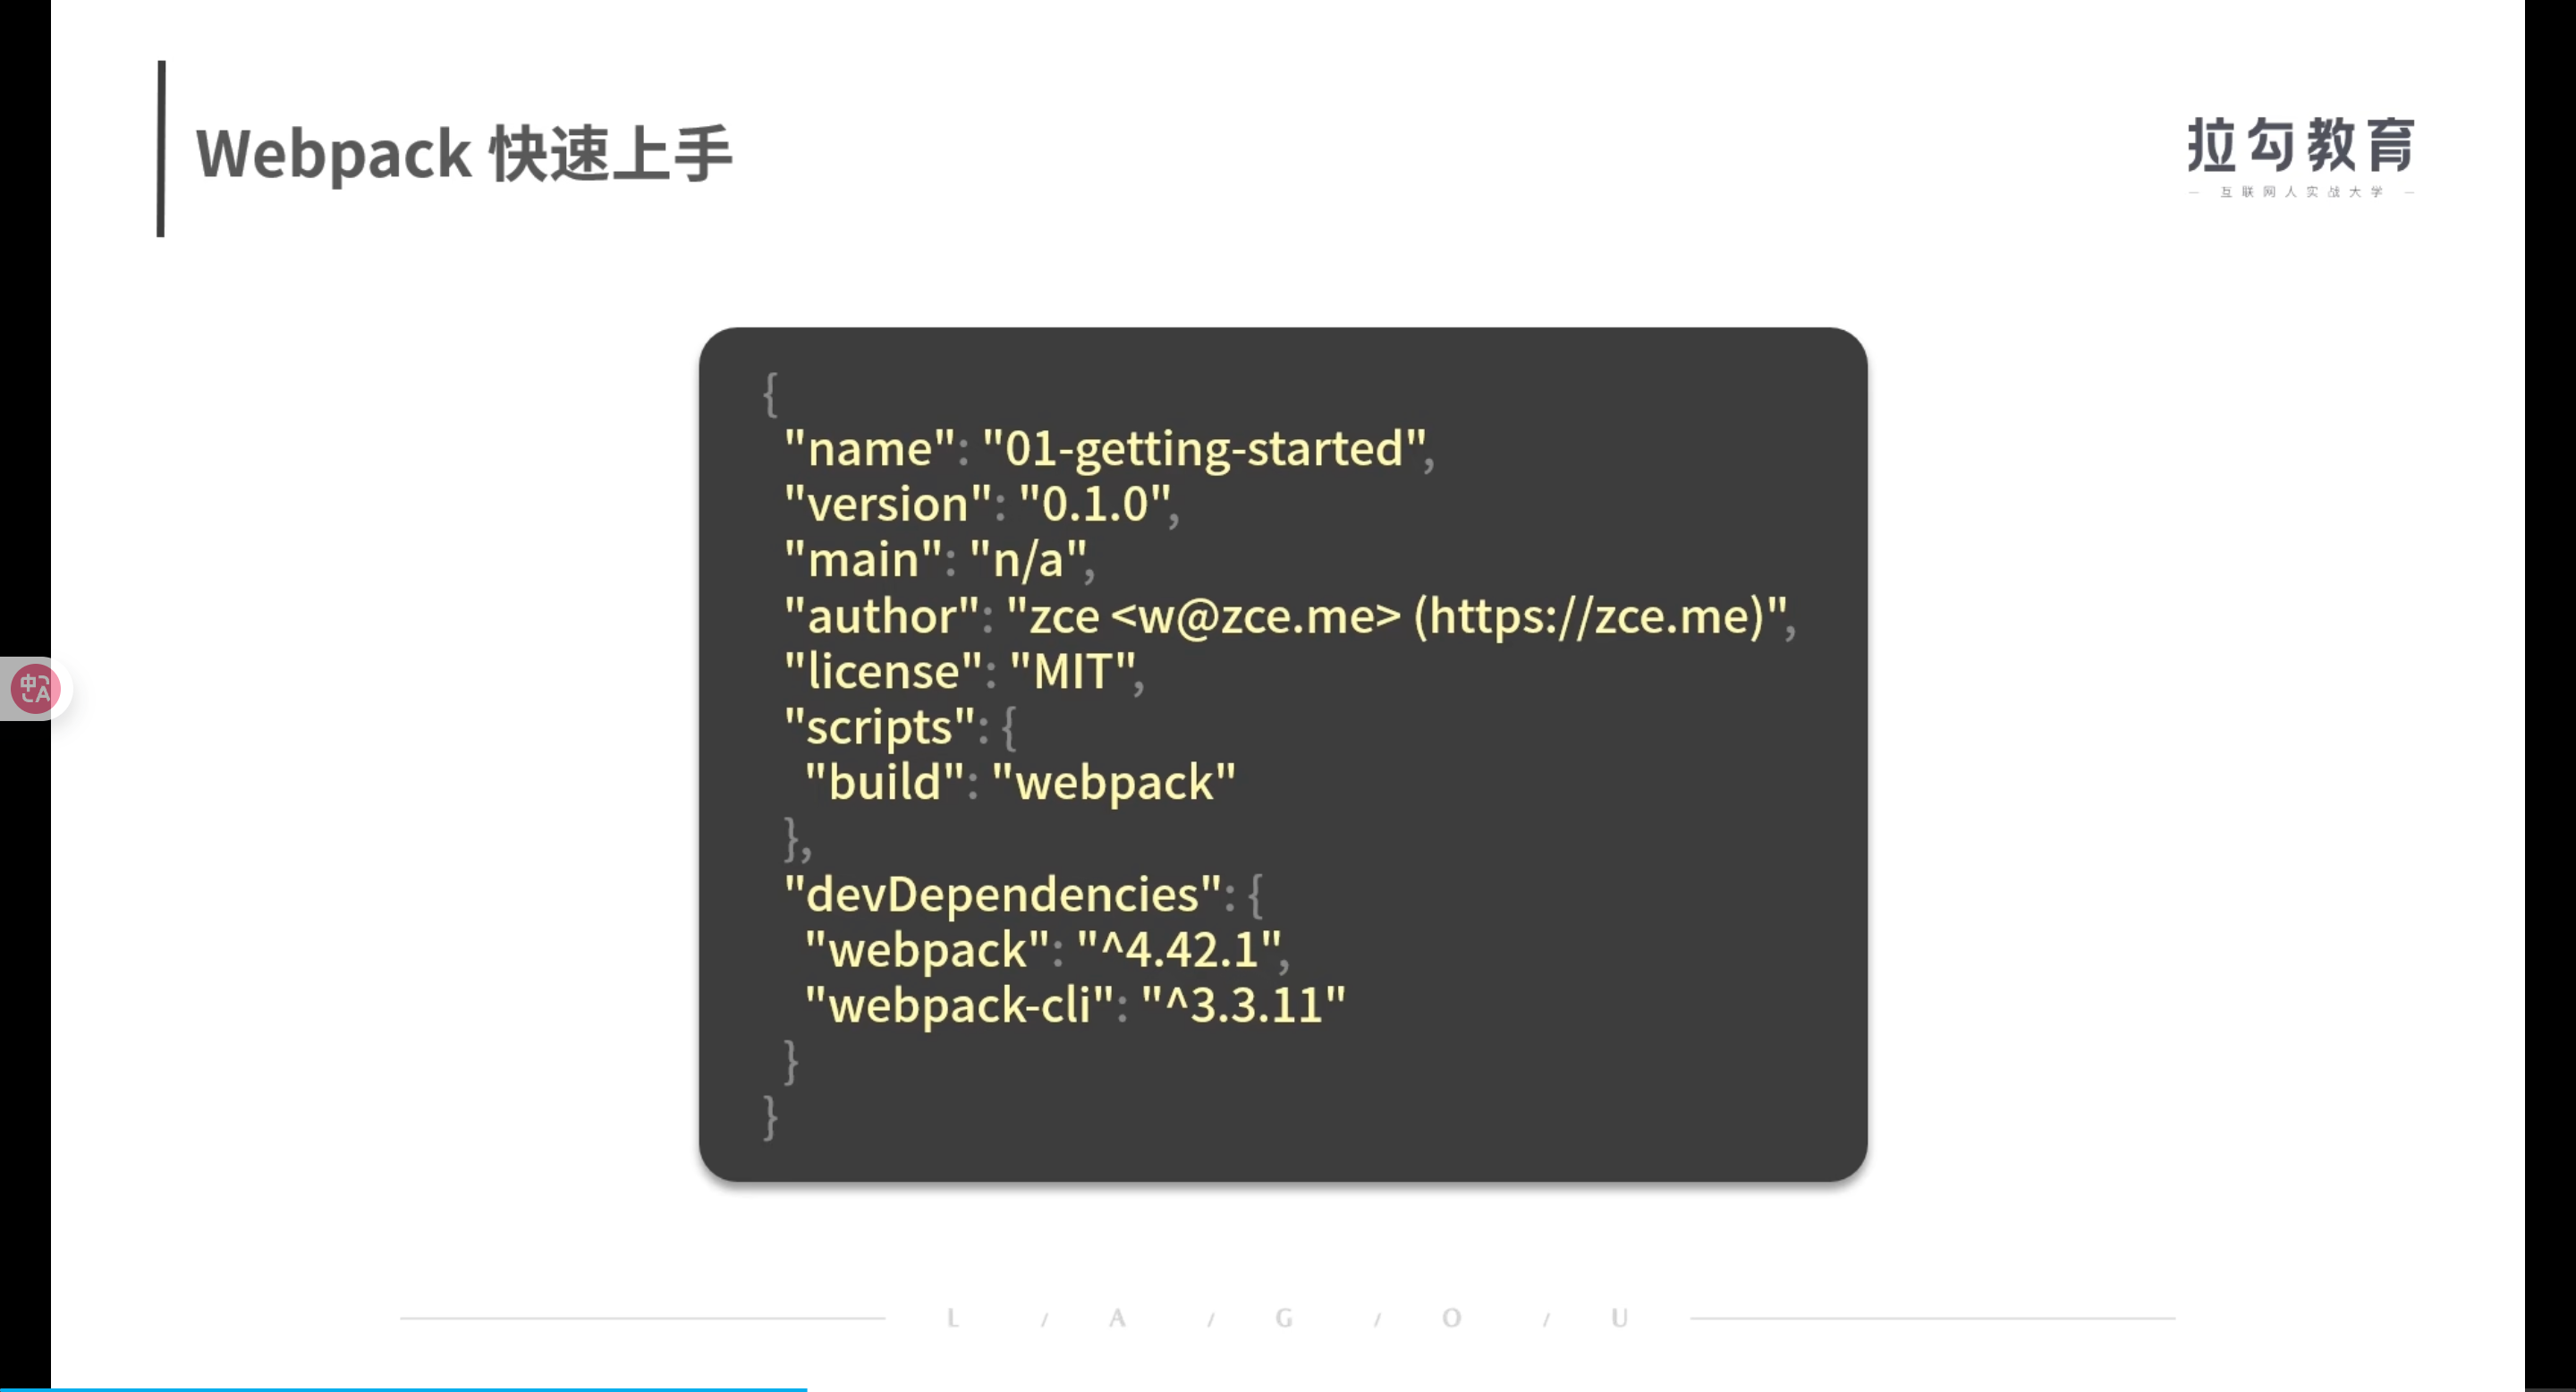 Webpack 快速上手
拉勾教育
— 互联网人实战大学 —
{
"name": "01-getting-started",
"version": "0.1.0",
"main": "n/a",
"author": "zce <w@zce.me> (https://zce.me)",
"license": "MIT",
"scripts": {
"build": "webpack"
},
"devDependencies": {
"webpack": "^4.42.1",
"webpack-cli": "^3.3.11"
}
}
中A
L / A / G / O / U